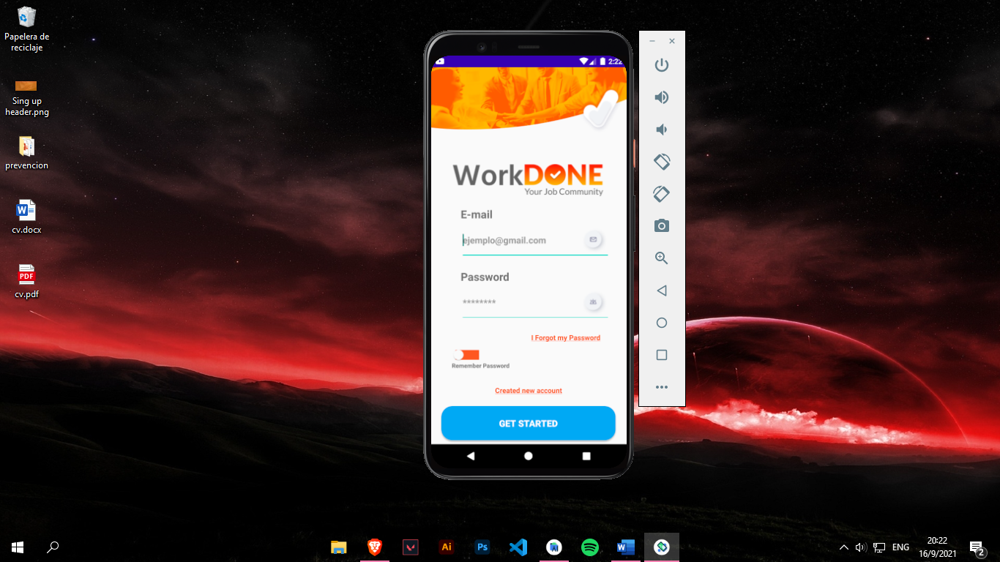 Papelera de
reciclaje
Sing up
header.png
prevencion
cv.docx
PDF
cv.pdf
2:22
WorkDONE
Your Job Community
E-mail
ejemplo@gmail.com
Password
********
I Forgot my Password
Remember Password
Created new account
GET STARTED
Ai
Ps
W
ENG
20:22
16/9/2021
2